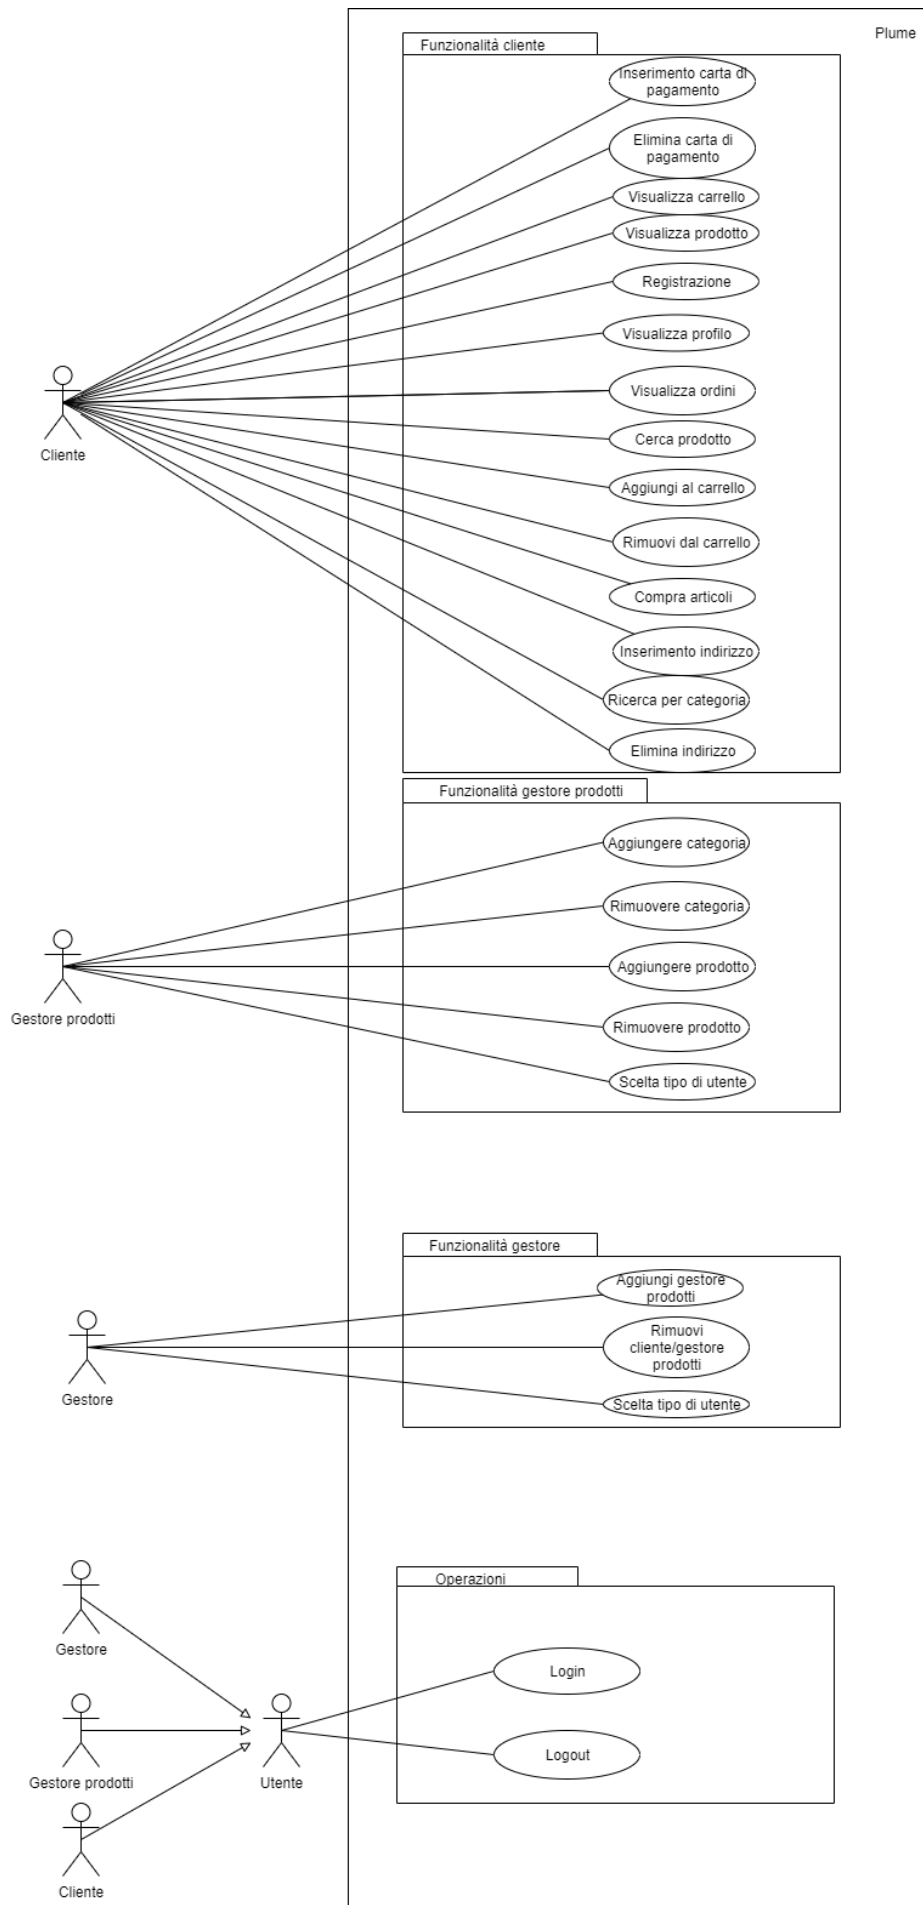 Plume
Funzionalità cliente
Inserimento carta di
pagamento
Elimina carta di
pagamento
Visualizza carrello
Visualizza prodotto
Registrazione
Visualizza profilo
Visualizza ordini
Cerca prodotto
Aggiungi al carrello
Rimuovi dal carrello
Compra articoli
Inserimento indirizzo
Ricerca per categoria
Elimina indirizzo
Cliente
Funzionalità gestore prodotti
Aggiungere categoria
Rimuovere categoria
Aggiungere prodotto
Rimuovere prodotto
Scelta tipo di utente
Gestore prodotti
Funzionalità gestore
Aggiungi gestore
prodotti
Rimuovi
cliente/gestore
prodotti
Scelta tipo di utente
Gestore
Operazioni
Login
Logout
Gestore
Gestore prodotti
Utente
Cliente